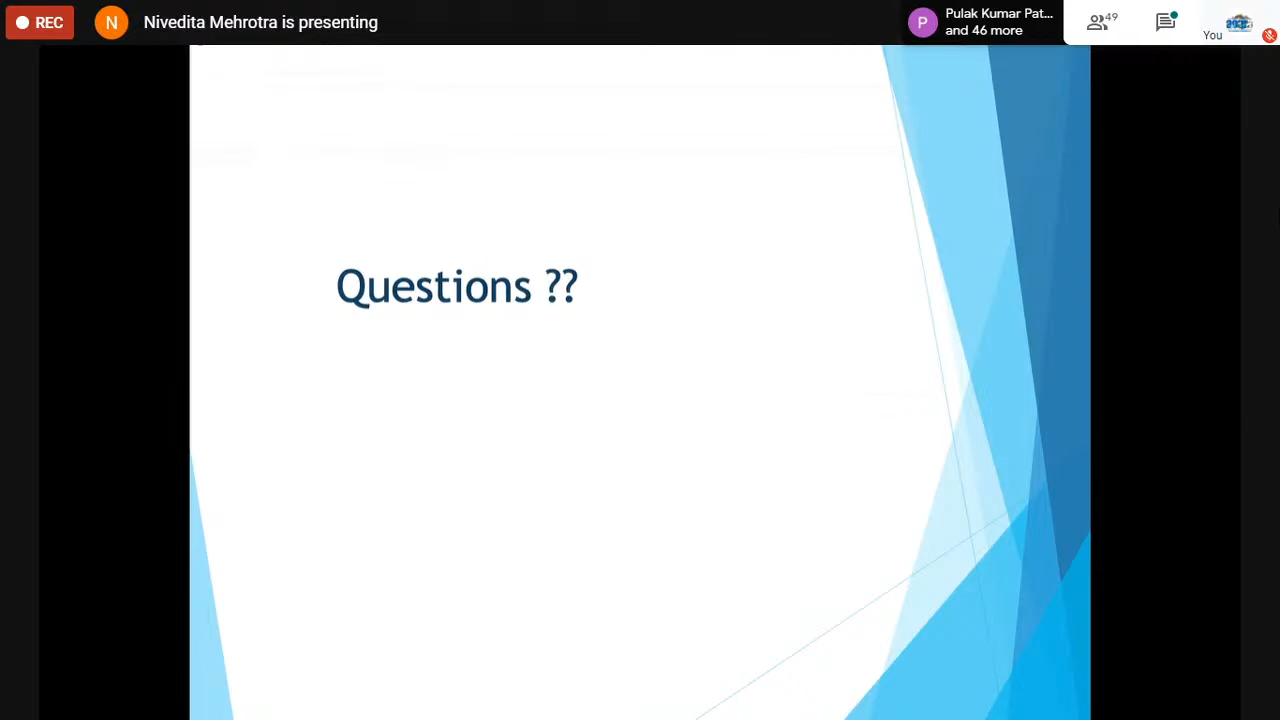 REC
N
Nivedita Mehrotra is presenting
P
Pulak Kumar Pat...
and 46 more
49
You
Questions ??